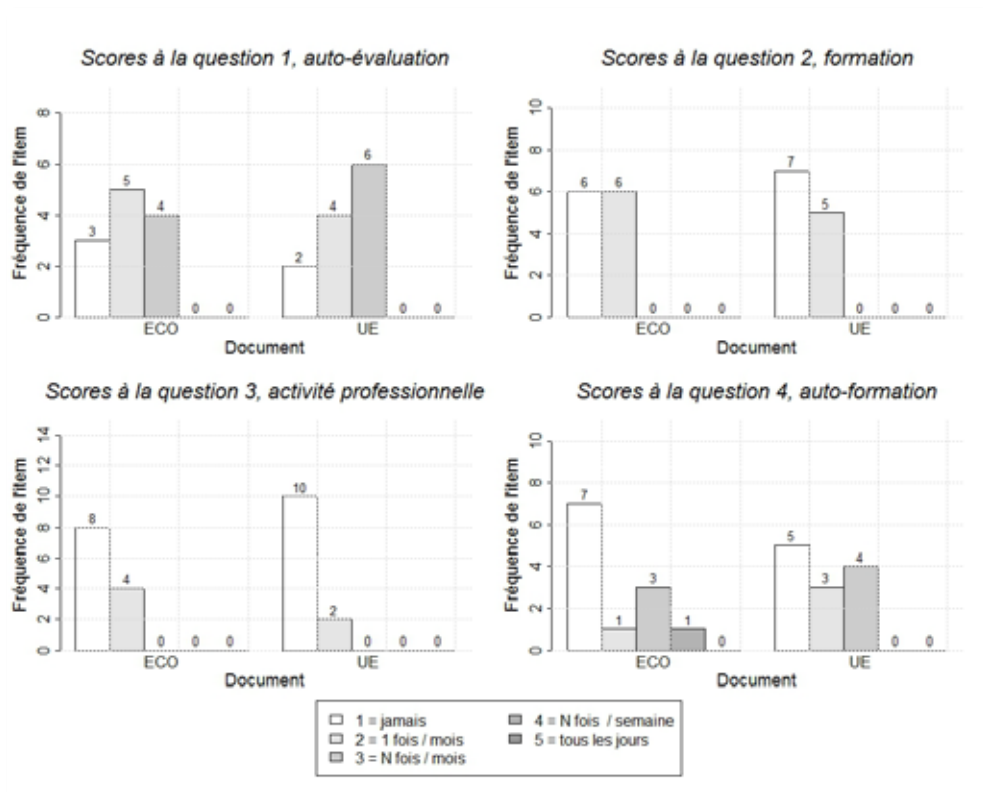 Scores à la question 1, auto-évaluation
Fréquence de l'item
8
6
4
2
0
3
5
4
0
0
2
4
6
0
0
ECO
UE
Document
Scores à la question 2, formation
Fréquence de l'item
10
8
6
4
2
0
6
6
0
0
0
7
5
0
0
0
ECO
UE
Document
Scores à la question 3, activité professionnelle
Fréquence de l'item
14
12
10
8
6
4
2
0
8
4
0
0
0
10
2
0
0
0
ECO
UE
Document
Scores à la question 4, auto-formation
Fréquence de l'item
10
8
6
4
2
0
7
1
3
1
0
5
3
4
0
0
ECO
UE
Document
1 = jamais
2 = 1 fois / mois
3 = N fois / mois
4 = N fois / semaine
5 = tous les jours